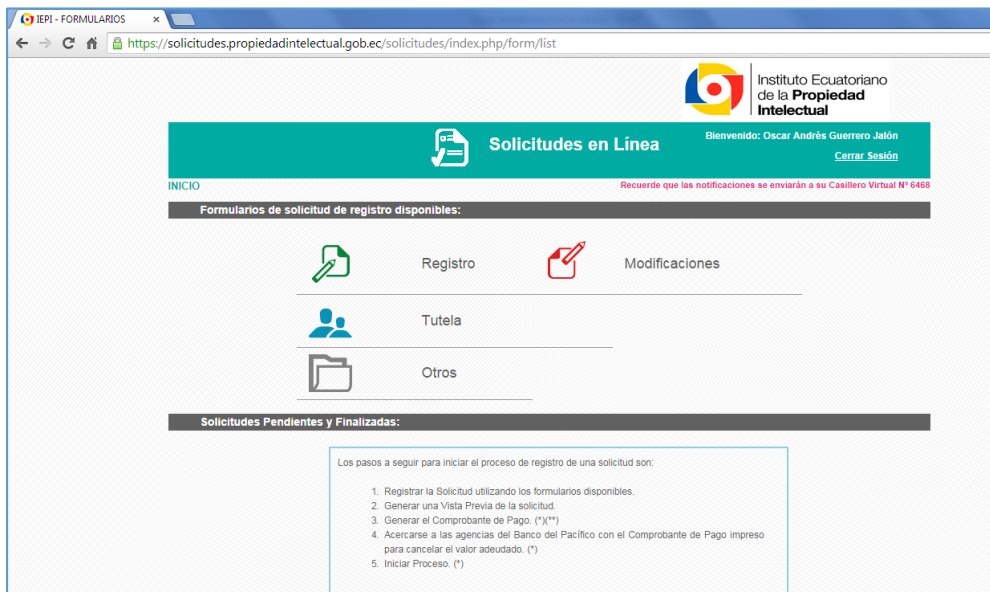 IEPI - FORMULARIOS
https://solicitudes.propiedadintelectual.gob.ec/solicitudes/index.php/form/list
Instituto Ecuatoriano
de la Propiedad
Intelectual
Solicitudes en Línea
Bienvenido: Oscar Andrés Guerrero Jalón
Cerrar Sesión
INICIO
Recuerde que las notificaciones se enviarán a su Casillero Virtual Nº 6468
Formularios de solicitud de registro disponibles:
Registro
Modificaciones
Tutela
Otros
Solicitudes Pendientes y Finalizadas:
Los pasos a seguir para iniciar el proceso de registro de una solicitud son:
1. Registrar la Solicitud utilizando los formularios disponibles.
2. Generar una Vista Previa de la solicitud.
3. Generar el Comprobante de Pago. (*)(**)
4. Acercarse a las agencias del Banco del Pacífico con el Comprobante de Pago impreso
para cancelar el valor adeudado. (*)
5. Iniciar Proceso. (*)